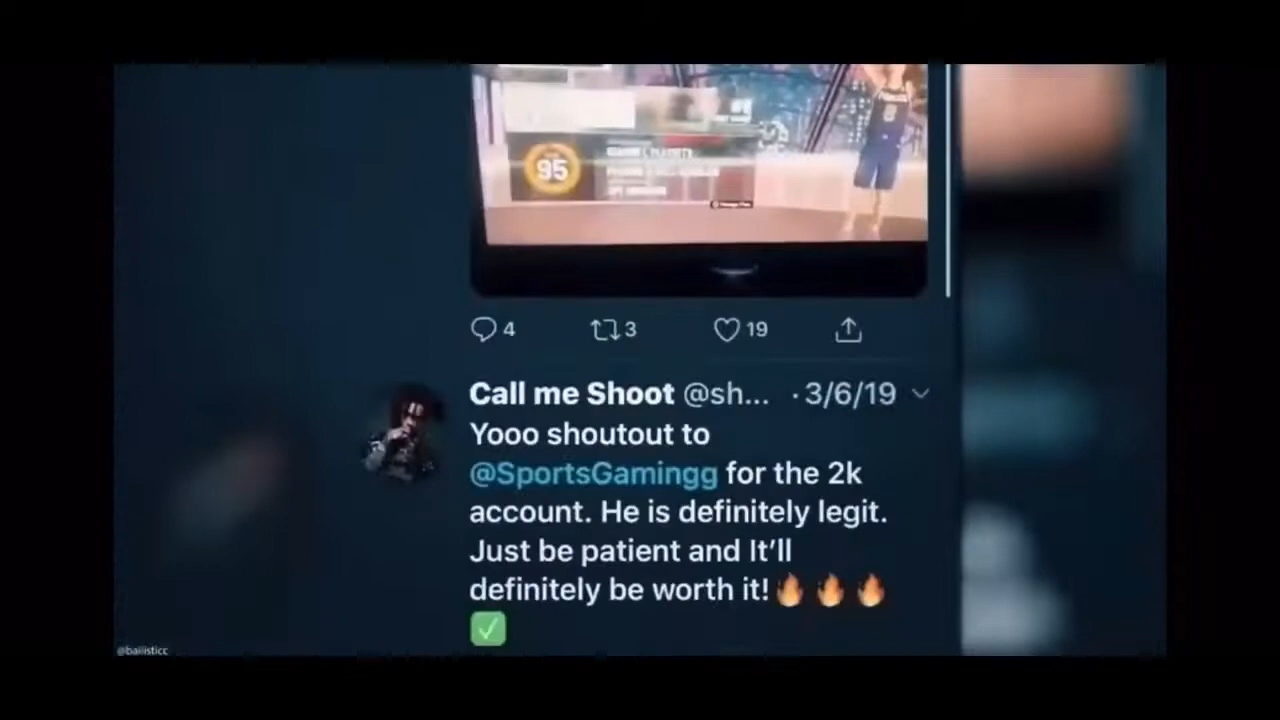 95
4 3 19
Call me Shoot @sh... · 3/6/19
Yooo shoutout to
@SportsGamingg for the 2k
account. He is definitely legit.
Just be patient and It'll
definitely be worth it!🔥🔥🔥
✅
@ballisticc